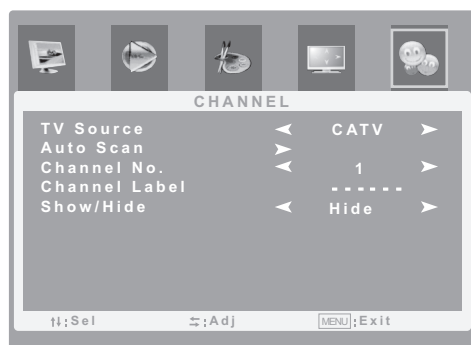 CHANNEL
TV Source CATV
Auto Scan
Channel No. 1
Channel Label - - - - - -
Show/Hide Hide
Sel Adj MENU Exit